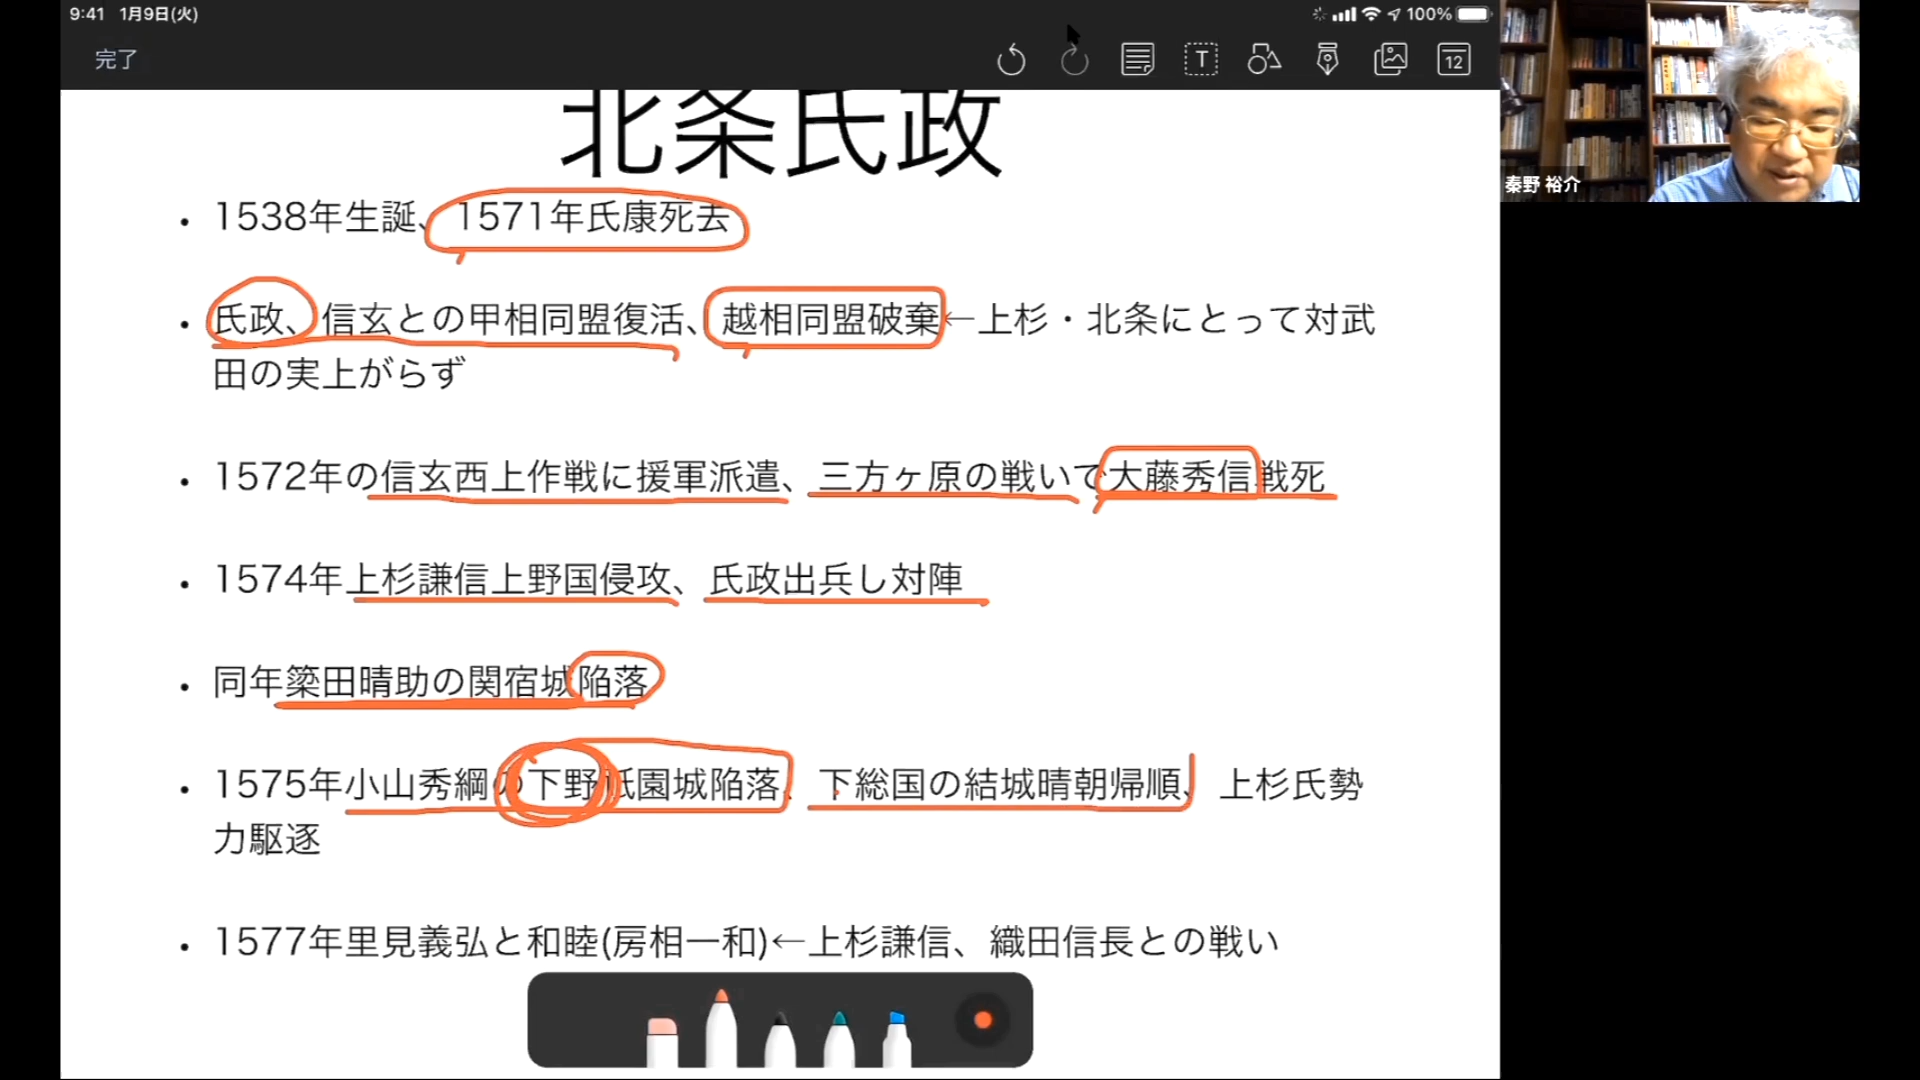 9:41 1月9日(火)
100%
完了
T
12
秦野 裕介
北条氏政
• 1538年生誕、1571年氏康死去
• 氏政、信玄との甲相同盟復活、越相同盟破棄←上杉・北条にとって対武
田の実上がらず
• 1572年の信玄西上作戦に援軍派遣、三方ヶ原の戦いで大藤秀信戦死
• 1574年上杉謙信上野国侵攻、氏政出兵し対陣
• 同年簗田晴助の関宿城陥落
• 1575年小山秀綱の下野祇園城陥落、下総国の結城晴朝帰順、上杉氏勢
力駆逐
• 1577年里見義弘と和睦(房相一和)←上杉謙信、織田信長との戦い